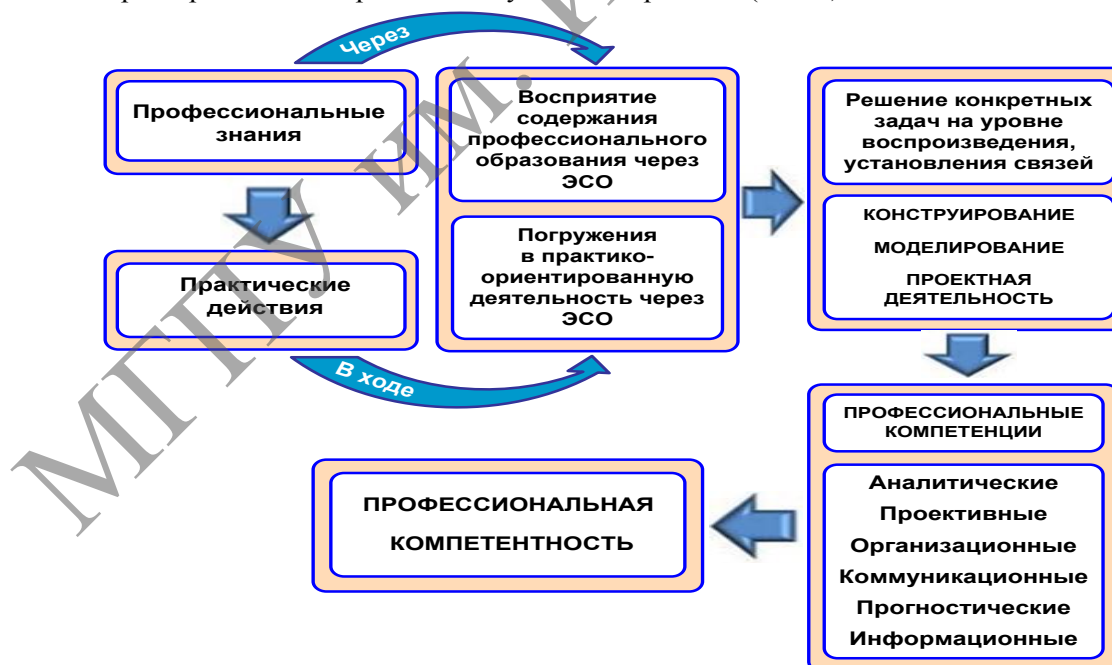 Через
Профессиональные
знания
Практические
действия
В ходе
Восприятие
содержания
профессионального
образования через
ЭСО
Погружения
в практико-
ориентированную
деятельность через
ЭСО
Решение конкретных
задач на уровне
воспроизведения,
установления связей
КОНСТРУИРОВАНИЕ
МОДЕЛИРОВАНИЕ
ПРОЕКТНАЯ
ДЕЯТЕЛЬНОСТЬ
ПРОФЕССИОНАЛЬНЫЕ
КОМПЕТЕНЦИИ
Аналитические
Проективные
Организационные
Коммуникационные
Прогностические
Информационные
ПРОФЕССИОНАЛЬНАЯ
КОМПЕТЕНТНОСТЬ
МГПУ им.